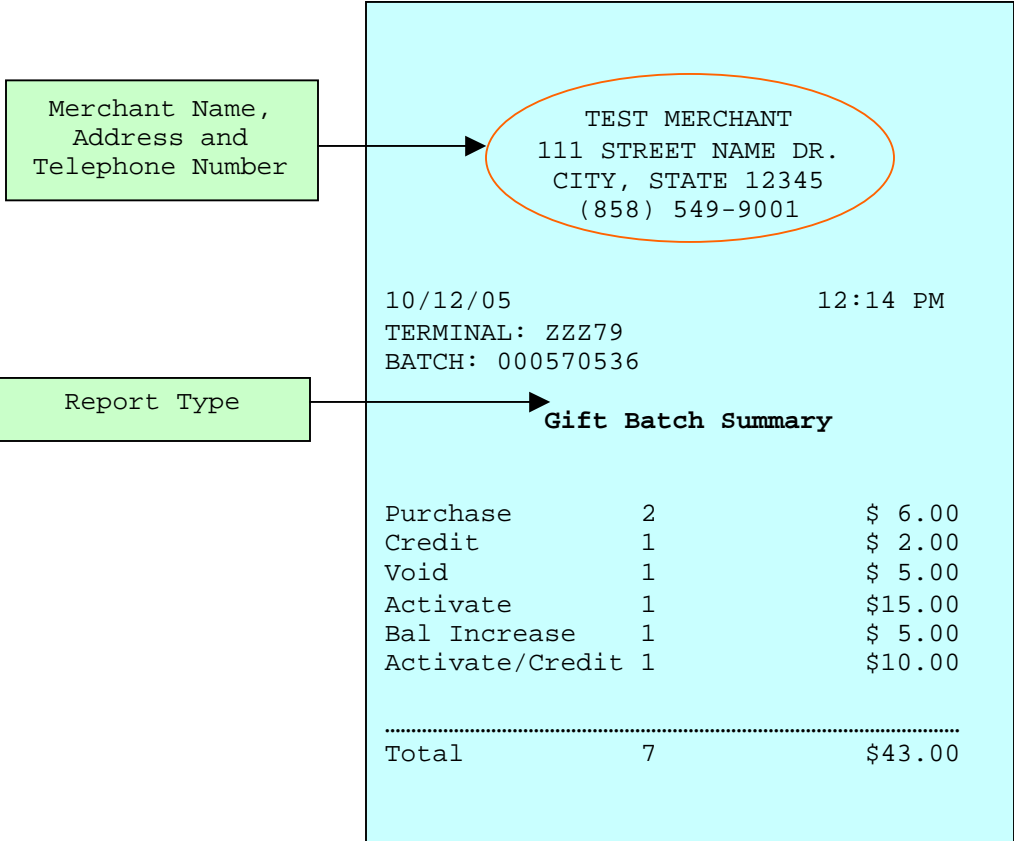 Merchant Name,
Address and
Telephone Number
TEST MERCHANT
111 STREET NAME DR.
CITY, STATE 12345
(858) 549-9001
10/12/05 12:14 PM
TERMINAL: ZZZ79
BATCH: 000570536
Report Type
Gift Batch Summary
Purchase 2 $ 6.00
Credit 1 $ 2.00
Void 1 $ 5.00
Activate 1 $15.00
Bal Increase 1 $ 5.00
Activate/Credit 1 $10.00
Total 7 $43.00